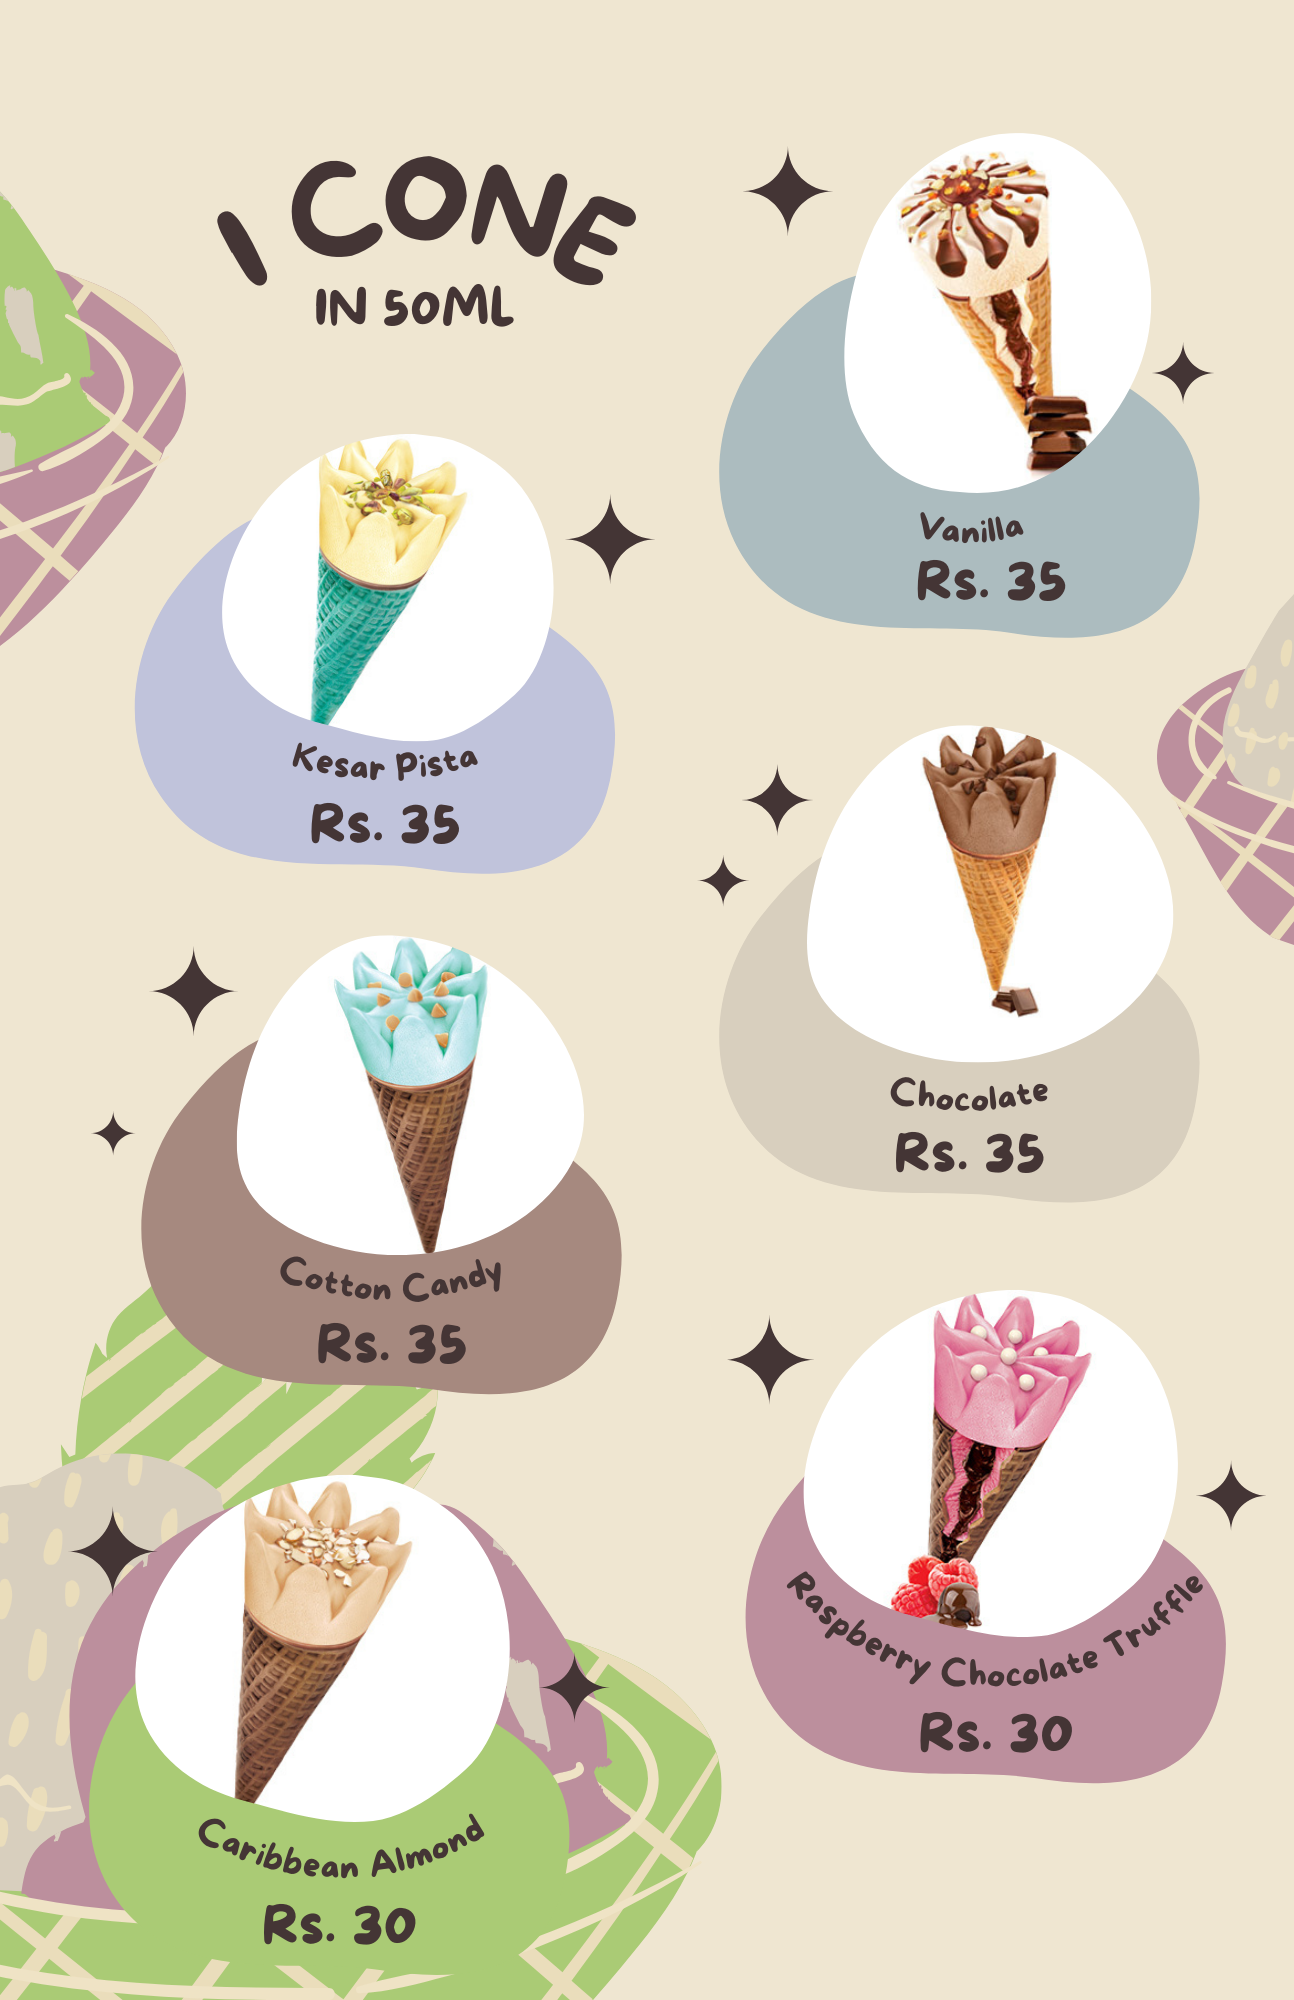 I CONE
IN 50ML
Vanilla
Rs. 35
Kesar Pista
Rs. 35
Chocolate
Rs. 35
Cotton Candy
Rs. 35
Raspberry Chocolate Truffle
Rs. 30
Caribbean Almond
Rs. 30